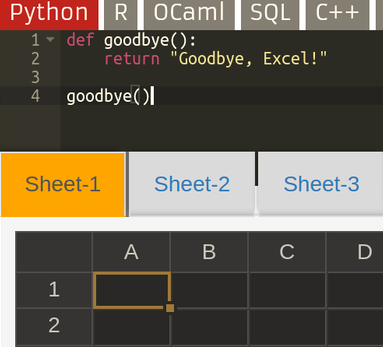 Python R OCaml SQL C++
1 def goodbye():
2 return "Goodbye, Excel!"
3
4 goodbye()
Sheet-1 Sheet-2 Sheet-3
A B C D
1
2